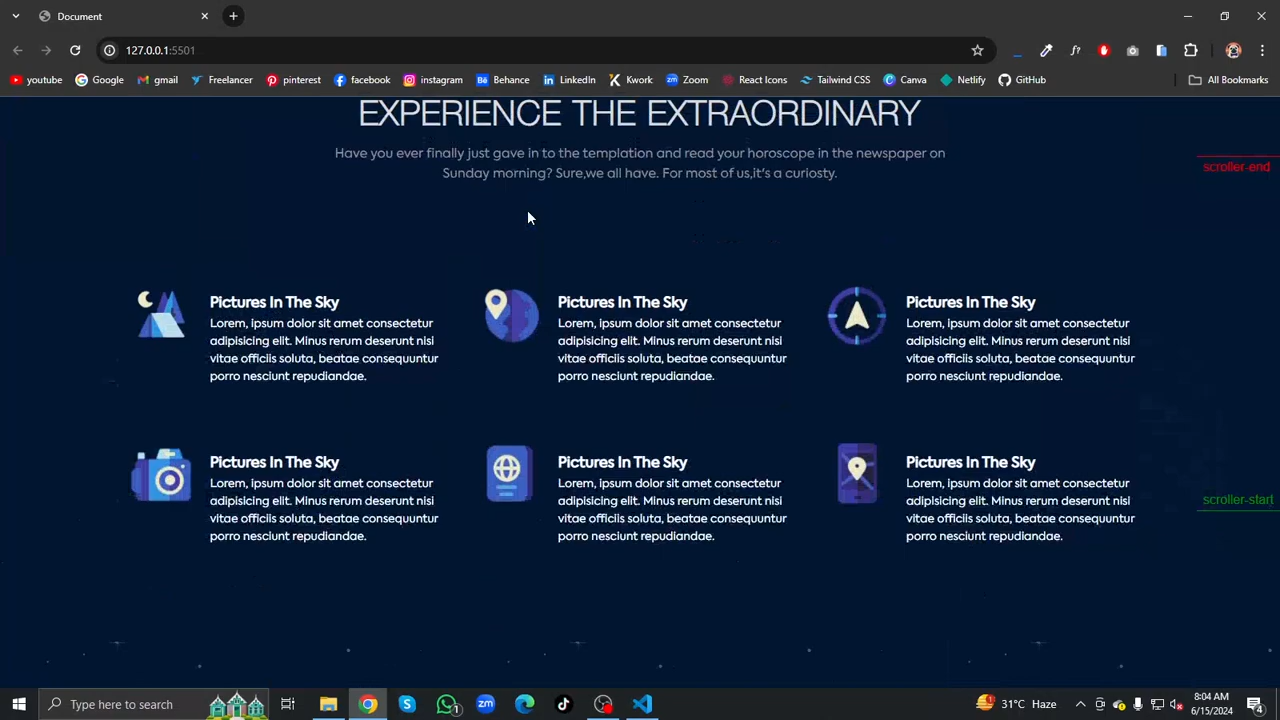 Document
127.0.0.1:5501
youtube Google gmail Freelancer pinterest facebook instagram Behance LinkedIn Kwork Zoom React Icons Tailwind CSS Canva Netlify GitHub All Bookmarks
EXPERIENCE THE EXTRAORDINARY
Have you ever finally just gave in to the templation and read your horoscope in the newspaper on
Sunday morning? Sure,we all have. For most of us,it's a curiosty.
scroller-end
Pictures In The Sky
Lorem, ipsum dolor sit amet consectetur
adipisicing elit. Minus rerum deserunt nisi
vitae officiis soluta, beatae consequuntur
porro nesciunt repudiandae.
Pictures In The Sky
Lorem, ipsum dolor sit amet consectetur
adipisicing elit. Minus rerum deserunt nisi
vitae officiis soluta, beatae consequuntur
porro nesciunt repudiandae.
Pictures In The Sky
Lorem, ipsum dolor sit amet consectetur
adipisicing elit. Minus rerum deserunt nisi
vitae officiis soluta, beatae consequuntur
porro nesciunt repudiandae.
Pictures In The Sky
Lorem, ipsum dolor sit amet consectetur
adipisicing elit. Minus rerum deserunt nisi
vitae officiis soluta, beatae consequuntur
porro nesciunt repudiandae.
Pictures In The Sky
Lorem, ipsum dolor sit amet consectetur
adipisicing elit. Minus rerum deserunt nisi
vitae officiis soluta, beatae consequuntur
porro nesciunt repudiandae.
Pictures In The Sky
Lorem, ipsum dolor sit amet consectetur
adipisicing elit. Minus rerum deserunt nisi
vitae officiis soluta, beatae consequuntur
porro nesciunt repudiandae.
scroller-start
Type here to search
31°C Haze
8:04 AM
6/15/2024